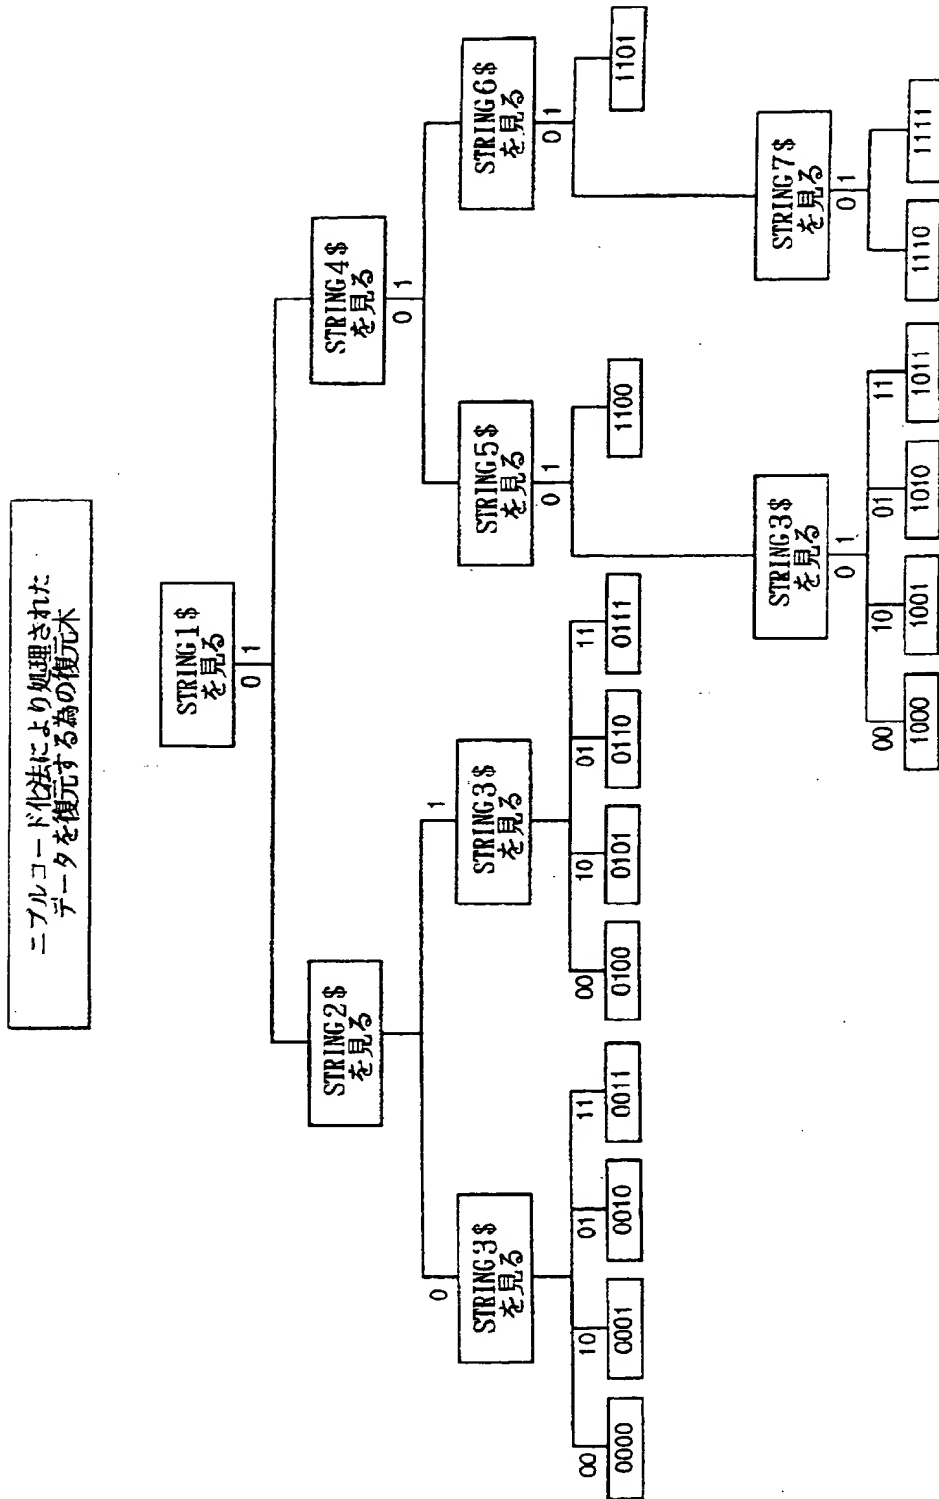 ニブルコード化法により処理された
データを復元する為の復元木
STRING1$
を見る
0 1
STRING2$
を見る
STRING4$
を見る
0 1
0 1
STRING3$
を見る
STRING3$
を見る
STRING5$
を見る
0 1
STRING6$
を見る
0 1
00 10 01 11
0000 0001 0010 0011
00 10 01 11
0100 0101 0110 0111
1100
1101
STRING3$
を見る
0 1
STRING7$
を見る
0 1
00 10 01 11
1000 1001 1010 1011
1110 1111